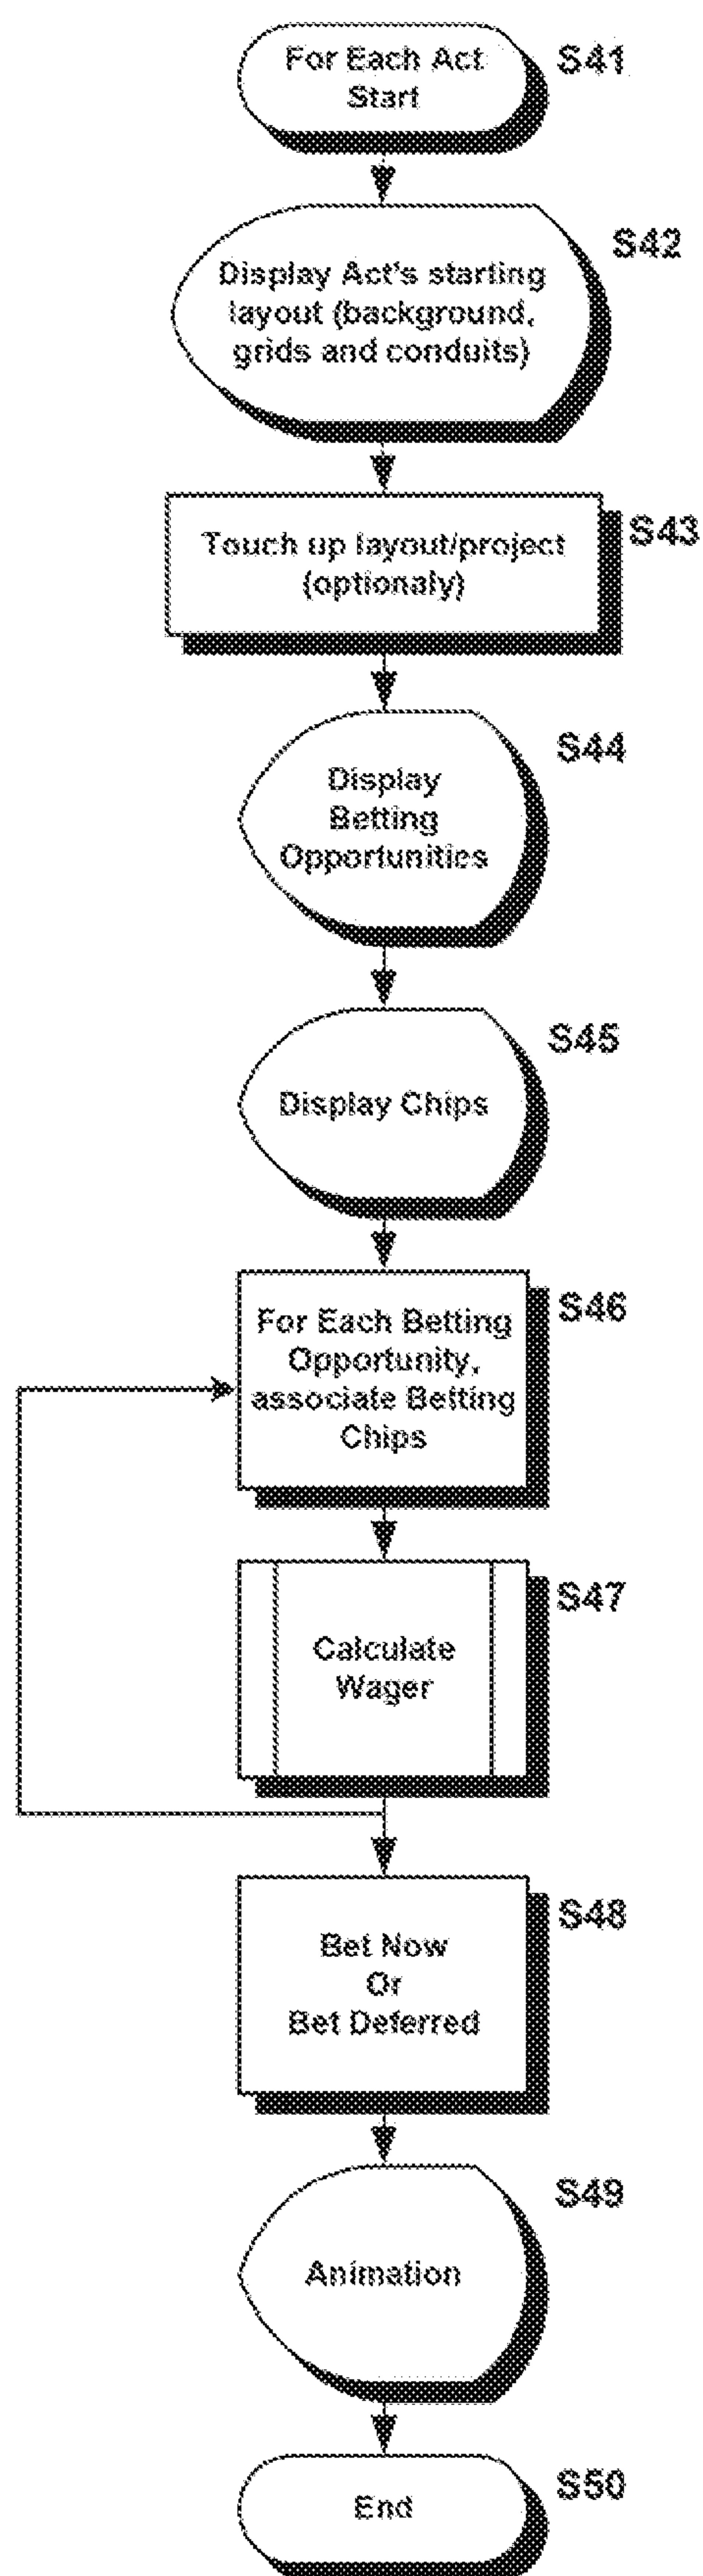 For Each Act
Start
S41
Display Act's starting
layout (background,
grids and conduits)
S42
Touch up layout/project
(optionaly)
S43
Display
Betting
Opportunities
S44
Display Chips
S45
For Each Betting
Opportunity,
associate Betting
Chips
S46
Calculate
Wager
S47
Bet Now
Or
Bet Deferred
S48
Animation
S49
End
S50